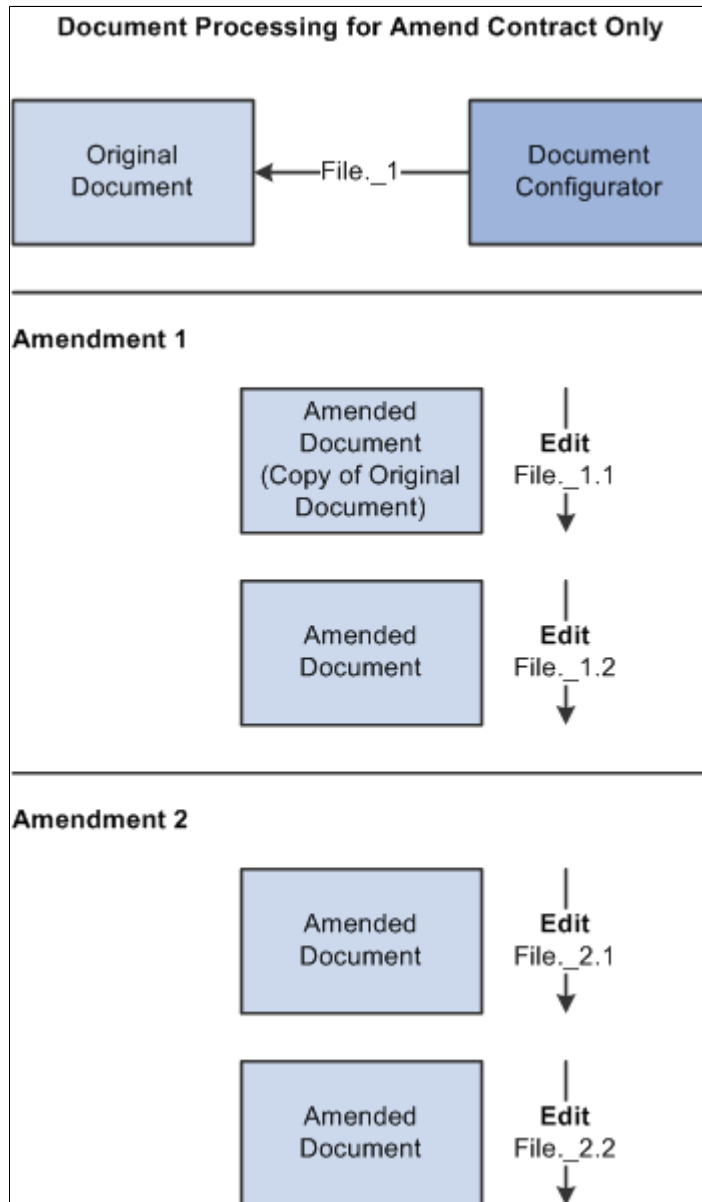 Document Processing for Amend Contract Only
Original
Document
File._1
Document
Configurator
Amendment 1
Amended
Document
(Copy of Original
Document)
Edit
File._1.1
Amended
Document
Edit
File._1.2
Amendment 2
Amended
Document
Edit
File._2.1
Amended
Document
Edit
File._2.2